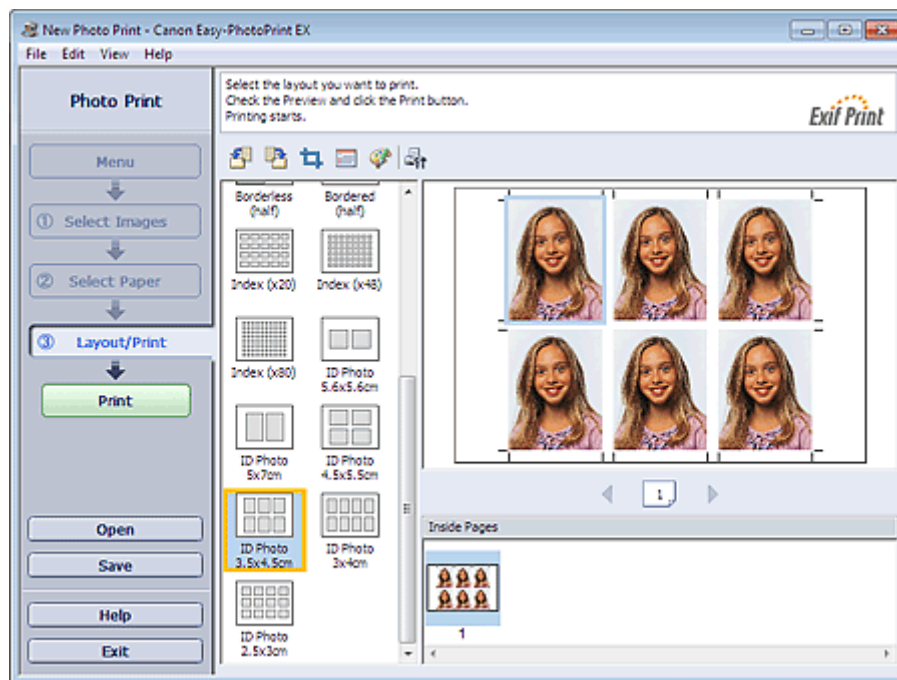 New Photo Print - Canon Easy-PhotoPrint EX
File Edit View Help
Photo Print
Menu
① Select Images
② Select Paper
③ Layout/Print
Print
Open
Save
Help
Exit
Select the layout you want to print.
Check the Preview and click the Print button.
Printing starts.
Exif Print
Borderless
(half)
Bordered
(half)
Index (x20)
Index (x48)
Index (x80)
ID Photo
5.6x5.6cm
ID Photo
5x7cm
ID Photo
4.5x5.5cm
ID Photo
3.5x4.5cm
ID Photo
3x4cm
ID Photo
2.5x3cm
1
Inside Pages
1